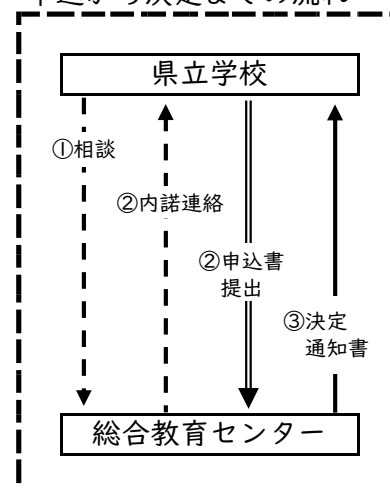 県立学校
①相談
②内諾連絡
②申込書
提出
③決定
通知書
総合教育センター